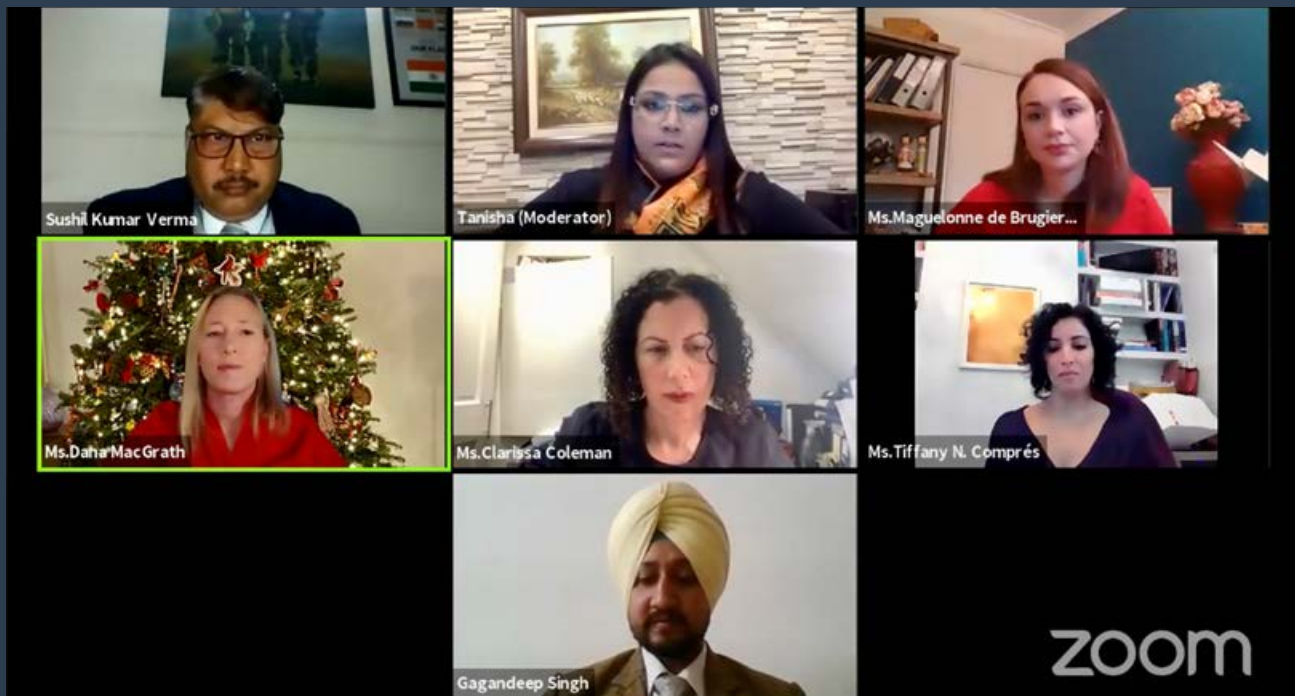 Sushil Kumar Verma
Tanisha (Moderator)
Ms.Maguelonne de Brugier...
Ms.Dana MacGrath
Ms.Clarissa Coleman
Ms.Tiffany N. Comprés
Gagandeep Singh
zoom